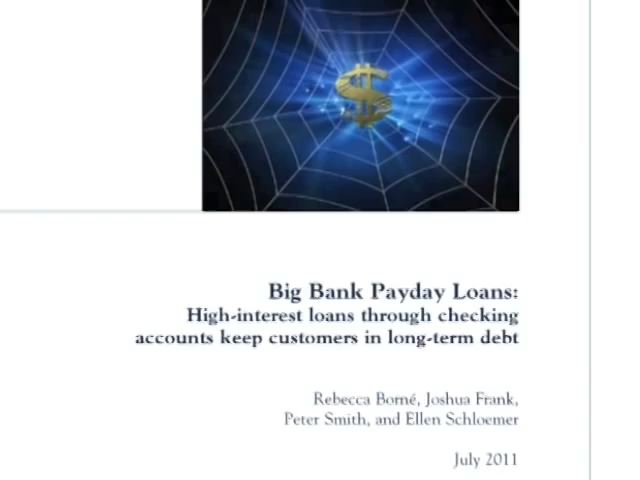 Big Bank Payday Loans:
High-interest loans through checking
accounts keep customers in long-term debt
Rebecca Borné, Joshua Frank,
Peter Smith, and Ellen Schloemer
July 2011